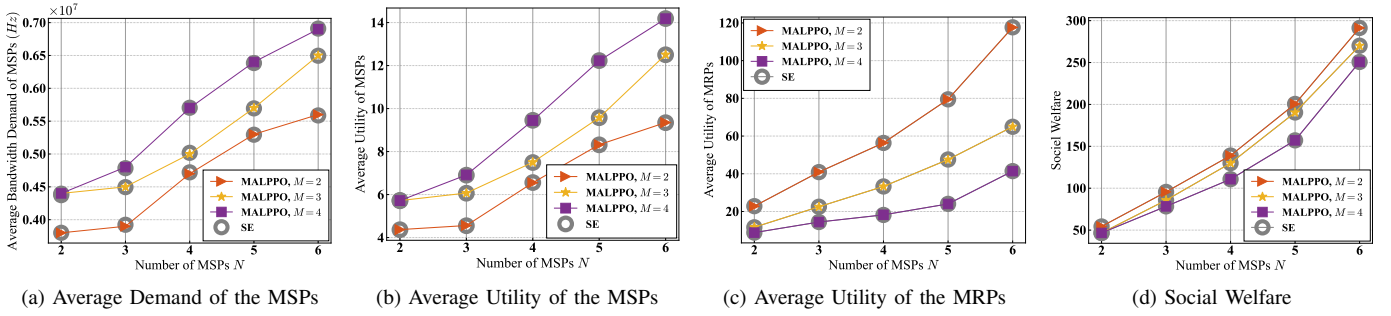 ×10⁷
0.70
0.65
0.60
0.55
0.50
0.45
0.40
Average Bandwidth Demand of MSPs (Hz)
MALPPO, M = 2
MALPPO, M = 3
MALPPO, M = 4
SE
2 3 4 5 6
Number of MSPs N
(a) Average Demand of the MSPs
14
12
10
8
6
4
Average Utility of MSPs
MALPPO, M = 2
MALPPO, M = 3
MALPPO, M = 4
SE
2 3 4 5 6
Number of MSPs N
(b) Average Utility of the MSPs
120
100
80
60
40
20
Average Utility of MRPs
MALPPO, M = 2
MALPPO, M = 3
MALPPO, M = 4
SE
2 3 4 5 6
Number of MSPs N
(c) Average Utility of the MRPs
300
250
200
150
100
50
Sociel Welfare
MALPPO, M = 2
MALPPO, M = 3
MALPPO, M = 4
SE
2 3 4 5 6
Number of MSPs N
(d) Social Welfare